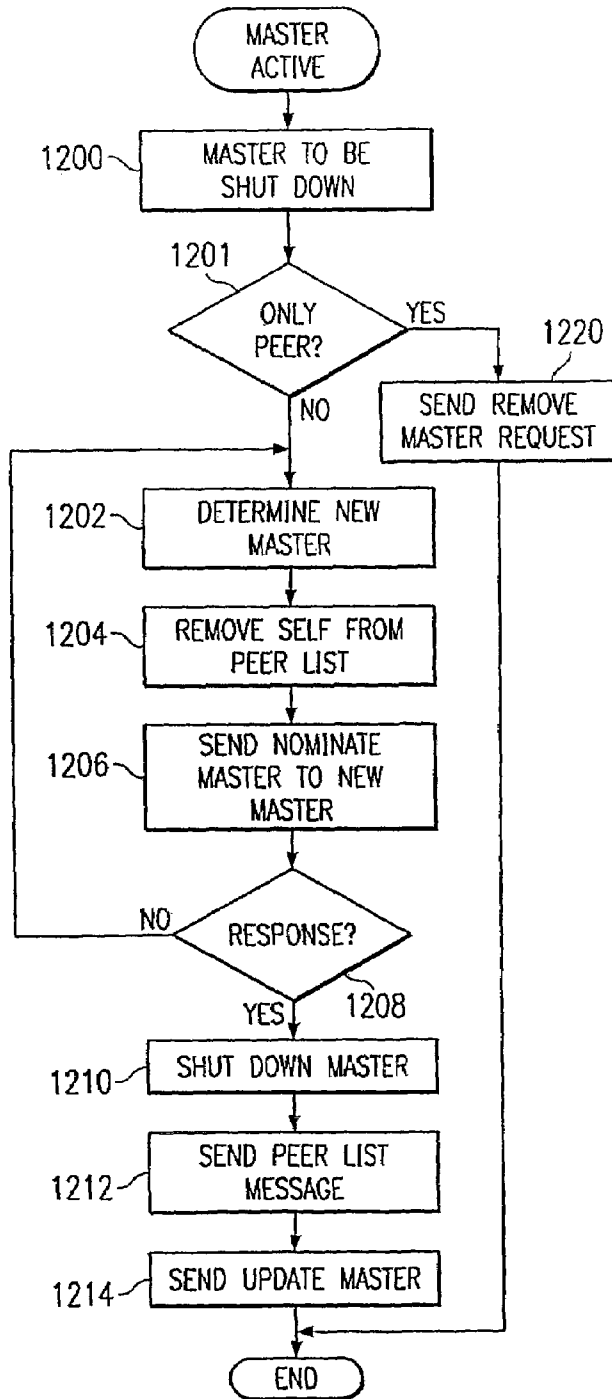 MASTER
ACTIVE
1200
MASTER TO BE
SHUT DOWN
1201
ONLY
PEER?
YES
NO
1220
SEND REMOVE
MASTER REQUEST
1202
DETERMINE NEW
MASTER
1204
REMOVE SELF FROM
PEER LIST
1206
SEND NOMINATE
MASTER TO NEW
MASTER
NO
RESPONSE?
1208
YES
1210
SHUT DOWN MASTER
1212
SEND PEER LIST
MESSAGE
1214
SEND UPDATE MASTER
END